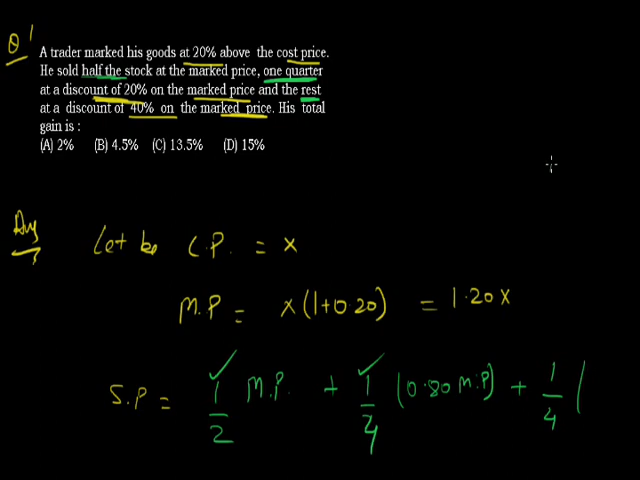 Q1
A trader marked his goods at 20% above the cost price.
He sold half the stock at the marked price, one quarter
at a discount of 20% on the marked price and the rest
at a discount of 40% on the marked price. His total
gain is :
(A) 2% (B) 4.5% (C) 13.5% (D) 15%
Ans Let be C.P. = x
M.P = x (1+0.20) = 1.20 x
S.P = 1/2 M.P. + 1/4 (0.80 M.P) + 1/4 (